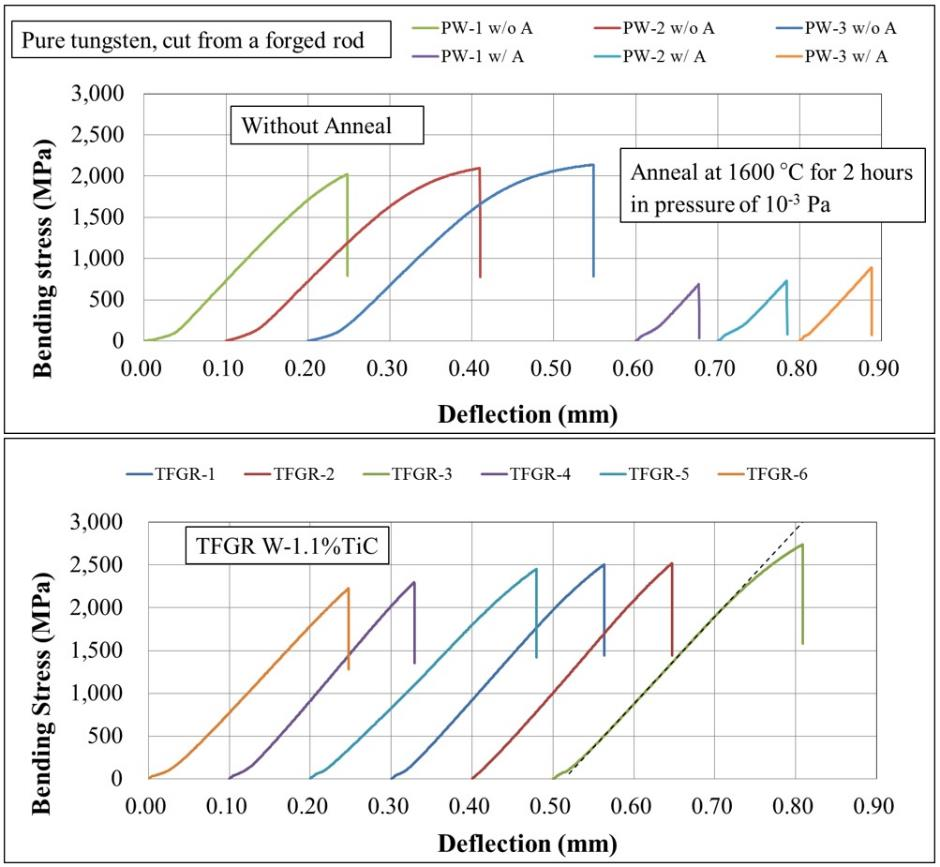 Pure tungsten, cut from a forged rod
PW-1 w/o A PW-2 w/o A PW-3 w/o A
PW-1 w/ A PW-2 w/ A PW-3 w/ A
Bending stress (MPa)
3,000
2,500
2,000
1,500
1,000
500
0
Without Anneal
Anneal at 1600 °C for 2 hours
in pressure of 10⁻³ Pa
0.00 0.10 0.20 0.30 0.40 0.50 0.60 0.70 0.80 0.90
Deflection (mm)
TFGR-1 TFGR-2 TFGR-3 TFGR-4 TFGR-5 TFGR-6
Bending Stress (MPa)
3,000
2,500
2,000
1,500
1,000
500
0
TFGR W-1.1%TiC
0.00 0.10 0.20 0.30 0.40 0.50 0.60 0.70 0.80 0.90
Deflection (mm)